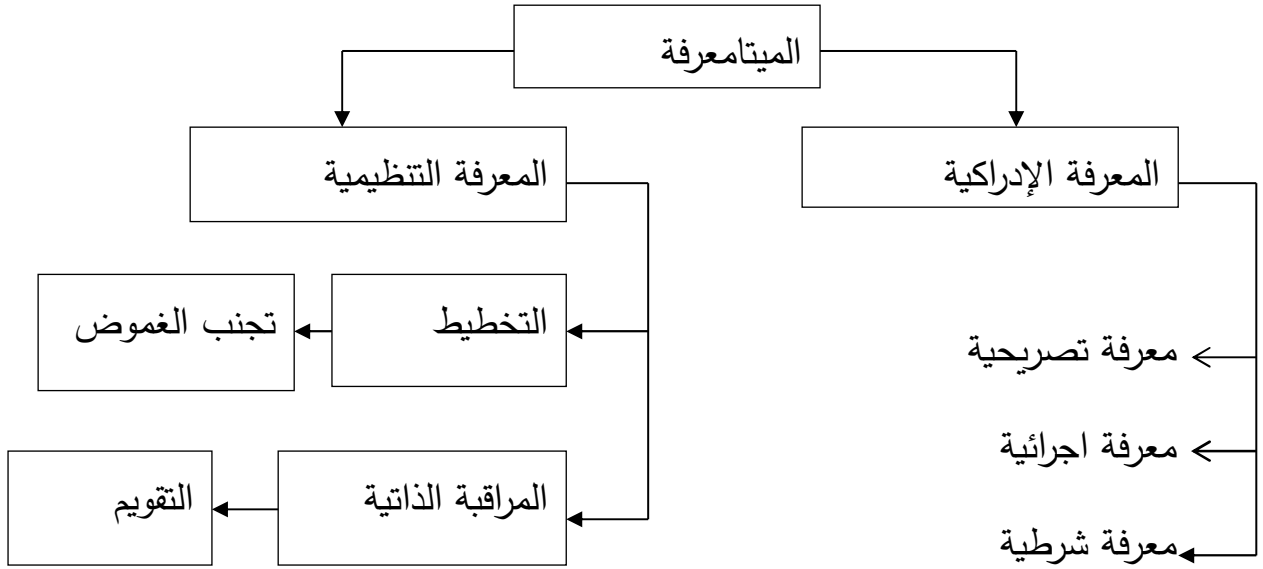 الميتامعرفة
المعرفة الإدراكية
المعرفة التنظيمية
التخطيط
تجنب الغموض
معرفة تصريحية
معرفة اجرائية
المراقبة الذاتية
التقويم
معرفة شرطية